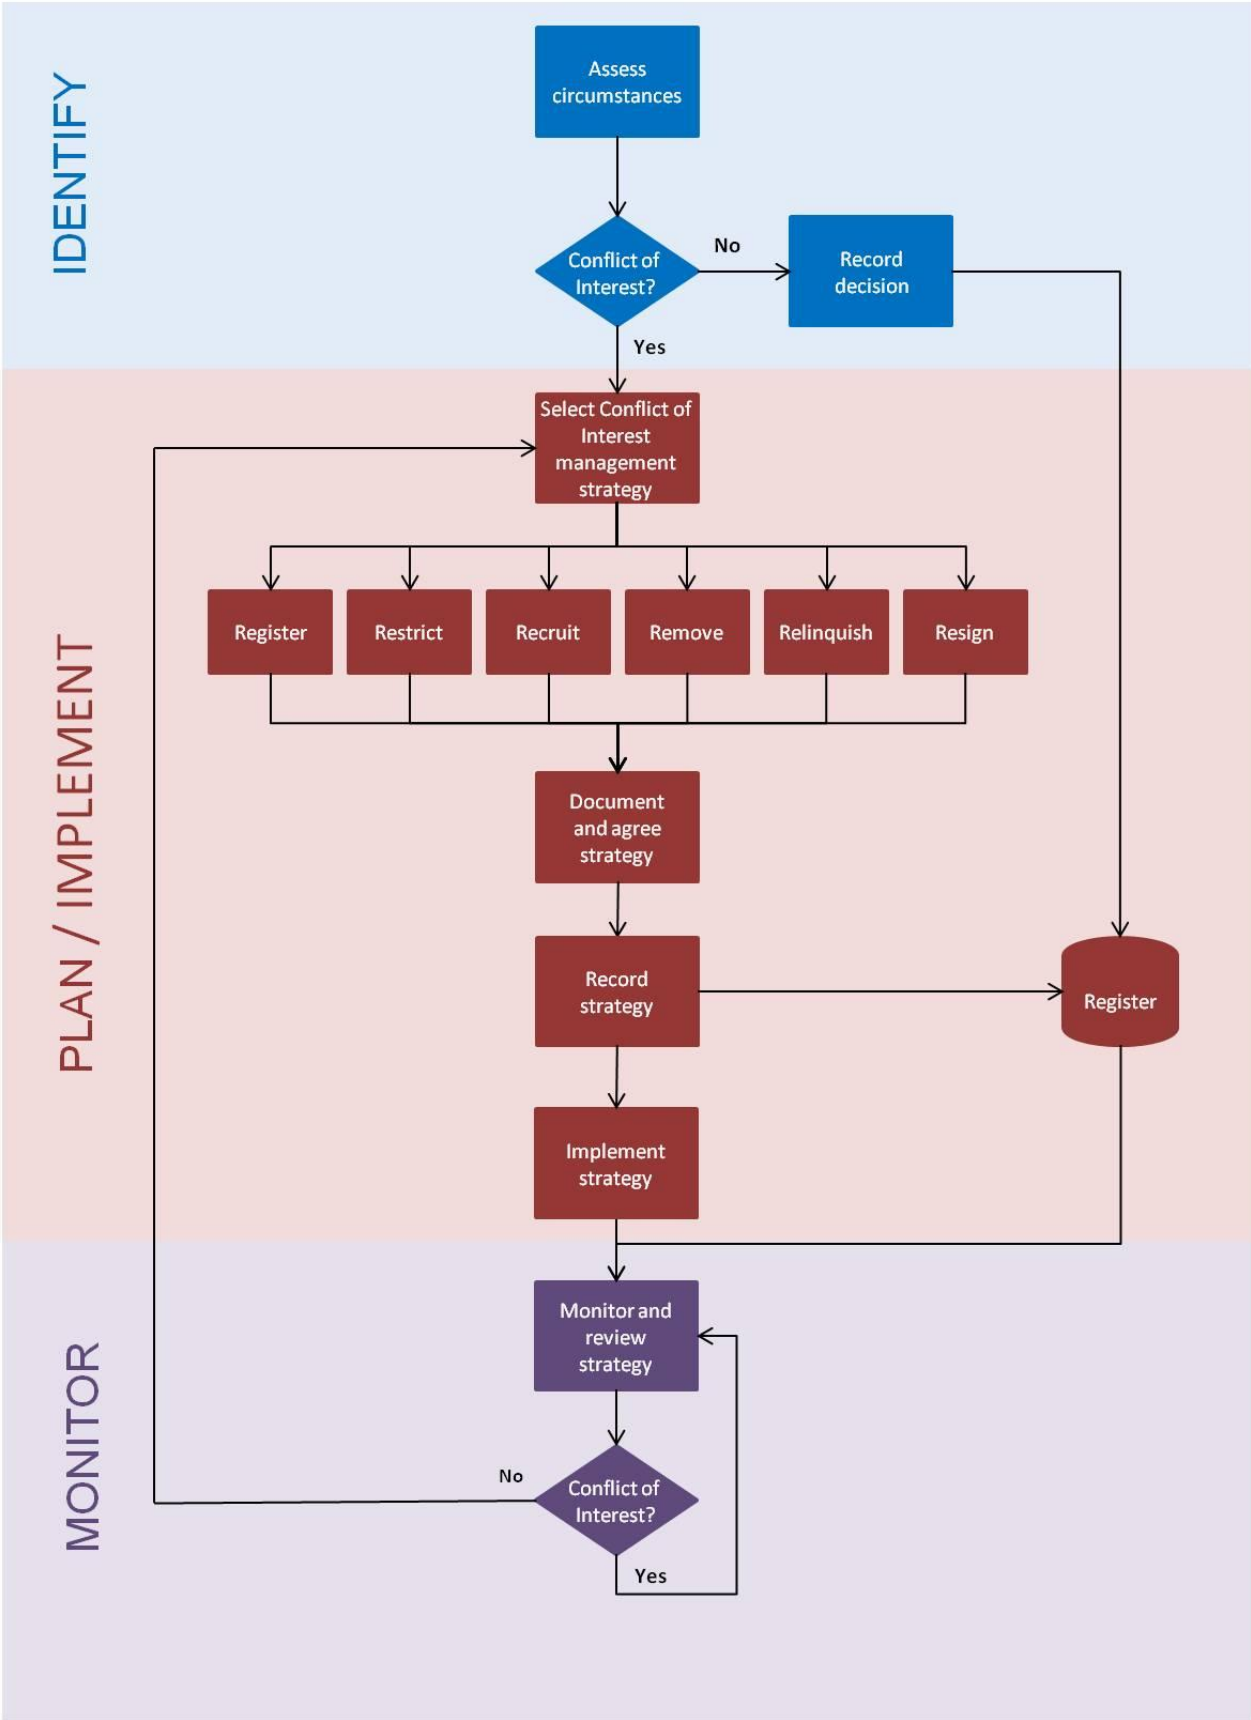 IDENTIFY
Assess
circumstances
Conflict of
Interest?
No
Record
decision
Yes
PLAN / IMPLEMENT
Select Conflict of
Interest
management
strategy
Register
Restrict
Recruit
Remove
Relinquish
Resign
Document
and agree
strategy
Record
strategy
Register
Implement
strategy
MONITOR
Monitor and
review
strategy
No
Conflict of
Interest?
Yes